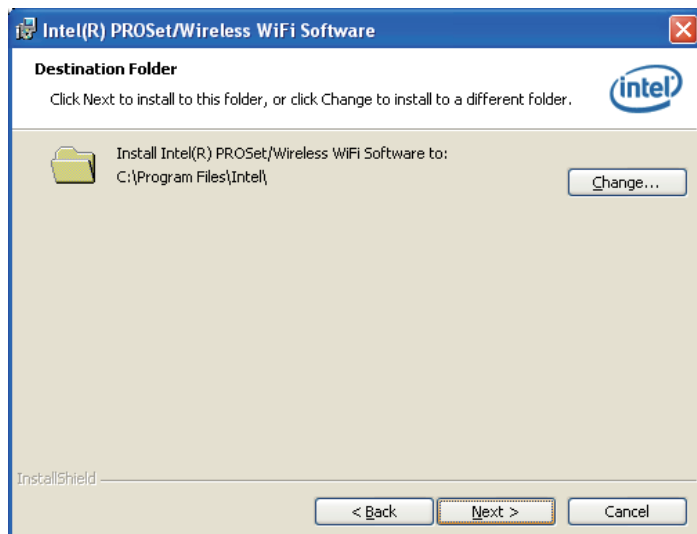 Intel(R) PROSet/Wireless WiFi Software
Destination Folder
Click Next to install to this folder, or click Change to install to a different folder.
intel
Install Intel(R) PROSet/Wireless WiFi Software to:
C:\Program Files\Intel\
Change...
InstallShield
< Back
Next >
Cancel